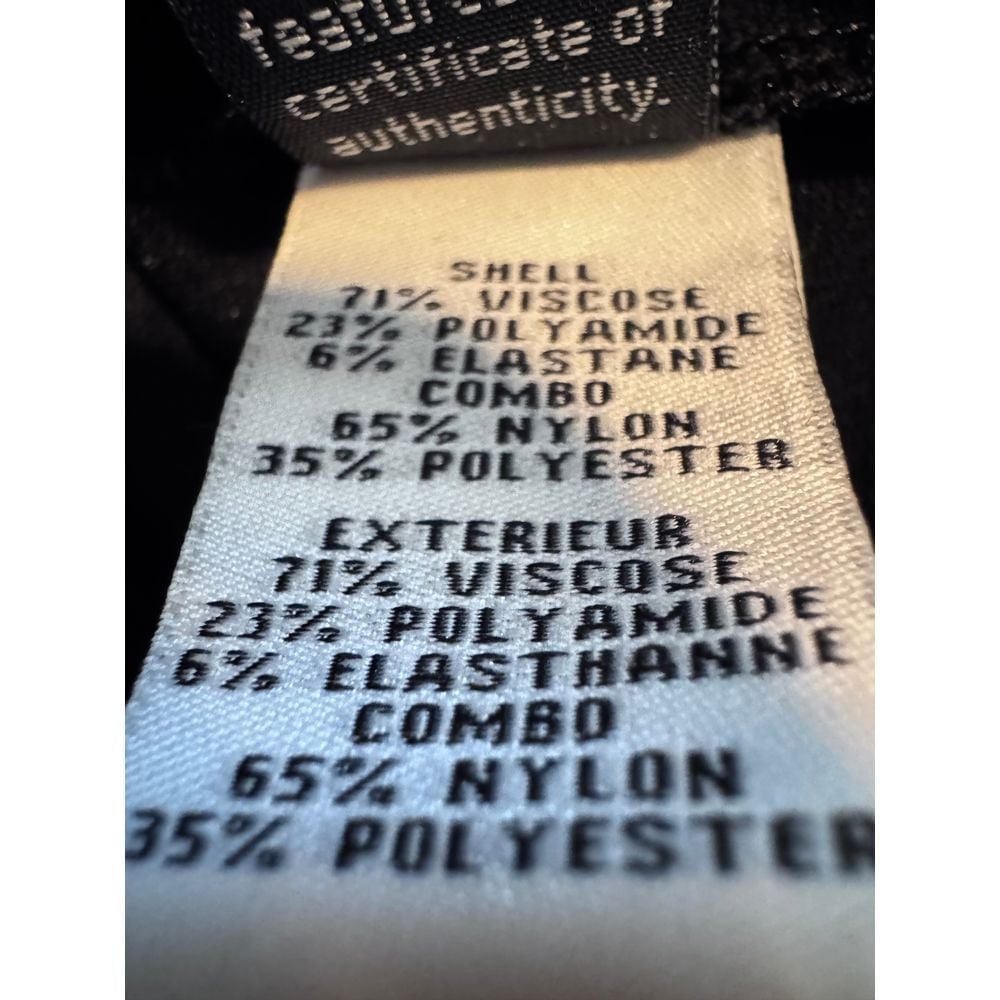 certificate of
authenticity.
SHELL
71% VISCOSE
23% POLYAMIDE
6% ELASTANE
COMBO
65% NYLON
35% POLYESTER
EXTERIEUR
71% VISCOSE
23% POLYAMIDE
6% ELASTHANNE
COMBO
65% NYLON
35% POLYESTER